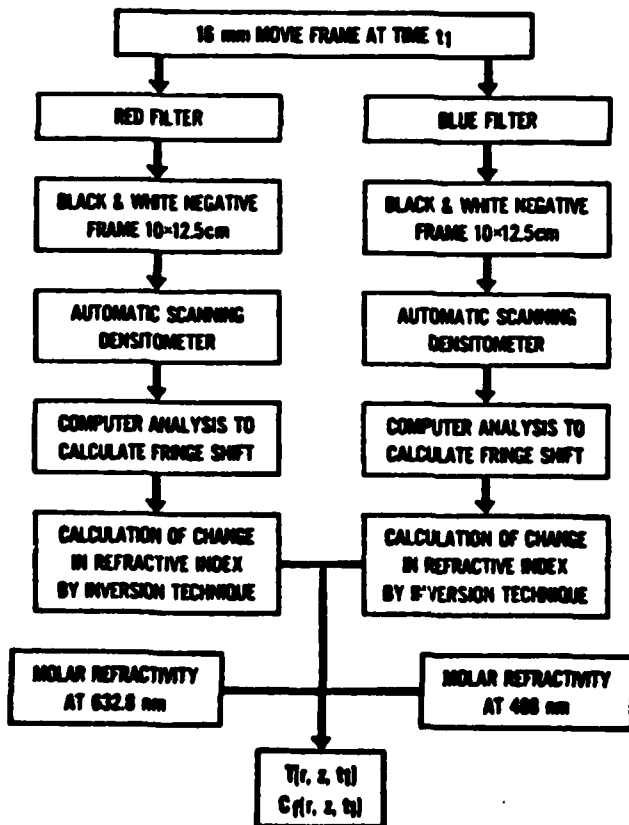 16 mm MOVIE FRAME AT TIME t1
RED FILTER
BLUE FILTER
BLACK & WHITE NEGATIVE
FRAME 10×12.5cm
BLACK & WHITE NEGATIVE
FRAME 10×12.5cm
AUTOMATIC SCANNING
DENSITOMETER
AUTOMATIC SCANNING
DENSITOMETER
COMPUTER ANALYSIS TO
CALCULATE FRINGE SHIFT
COMPUTER ANALYSIS TO
CALCULATE FRINGE SHIFT
CALCULATION OF CHANGE
IN REFRACTIVE INDEX
BY INVERSION TECHNIQUE
CALCULATION OF CHANGE
IN REFRACTIVE INDEX
BY INVERSION TECHNIQUE
MOLAR REFRACTIVITY
AT 632.8 nm
MOLAR REFRACTIVITY
AT 488 nm
T(r, z, t1)
Cf(r, z, t1)